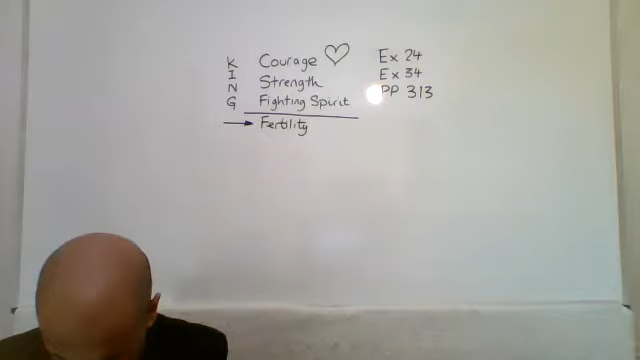 K Courage ♡ Ex 24
I Strength Ex 34
N Fighting Spirit PP 313
G
→ Fertility